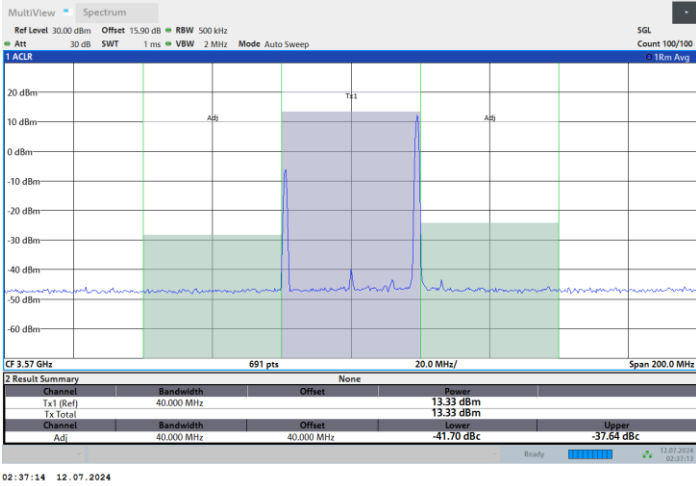 MultiView Spectrum
Ref Level 30.00 dBm Offset 15.90 dB RBW 500 kHz SGL
Att 30 dB SWT 1 ms VBW 2 MHz Mode Auto Sweep Count 100/100
1 ACLR 1Rm Avg
20 dBm
Tx1
10 dBm Adj Adj
0 dBm
-10 dBm
-20 dBm
-30 dBm
-40 dBm
-50 dBm
-60 dBm
CF 3.57 GHz 691 pts 20.0 MHz/ Span 200.0 MHz
2 Result Summary None
Channel Bandwidth Offset Power
Tx1 (Ref) 40.000 MHz 13.33 dBm
Tx Total 13.33 dBm
Channel Bandwidth Offset Lower Upper
Adj 40.000 MHz 40.000 MHz -41.70 dBc -37.64 dBc
Ready 12.07.2024
02:37:13
02:37:14 12.07.2024